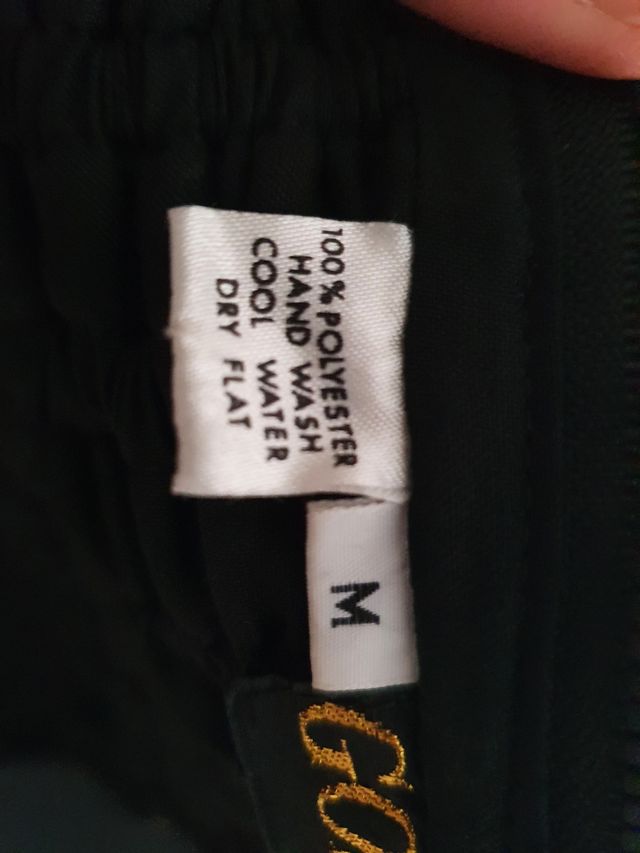 100% POLYESTER
HAND WASH
COOL WATER
DRY FLAT
M